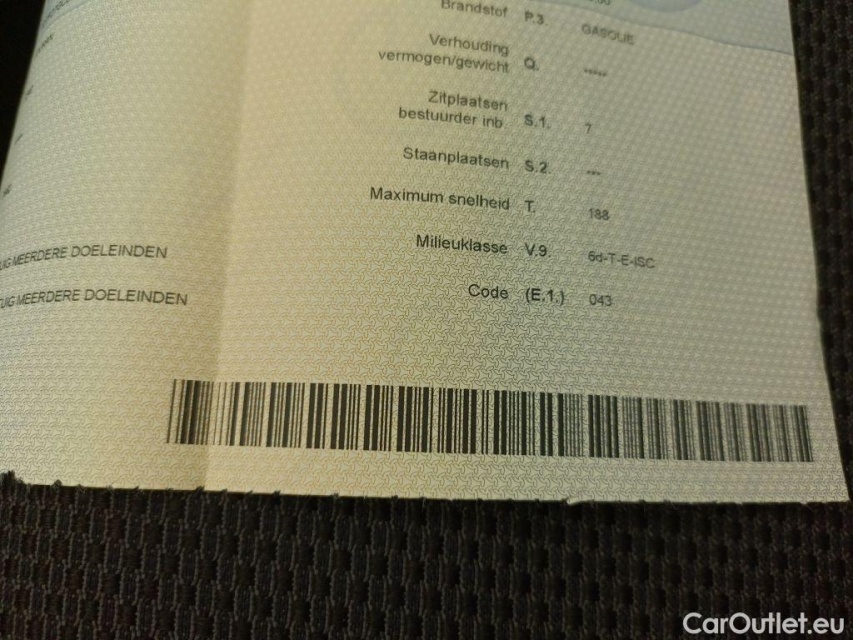 Brandstof P.3. GASOLIE
Verhouding
vermogen/gewicht Q. -----
Zitplaatsen
bestuurder inb S.1. 7
Staanplaatsen S.2. ---
Maximum snelheid T. 188
Milieuklasse V.9. 6d-T-E-ISC
MEERDERE DOELEINDEN
Code (E.1.) 043
MEERDERE DOELEINDEN
CarOutlet.eu